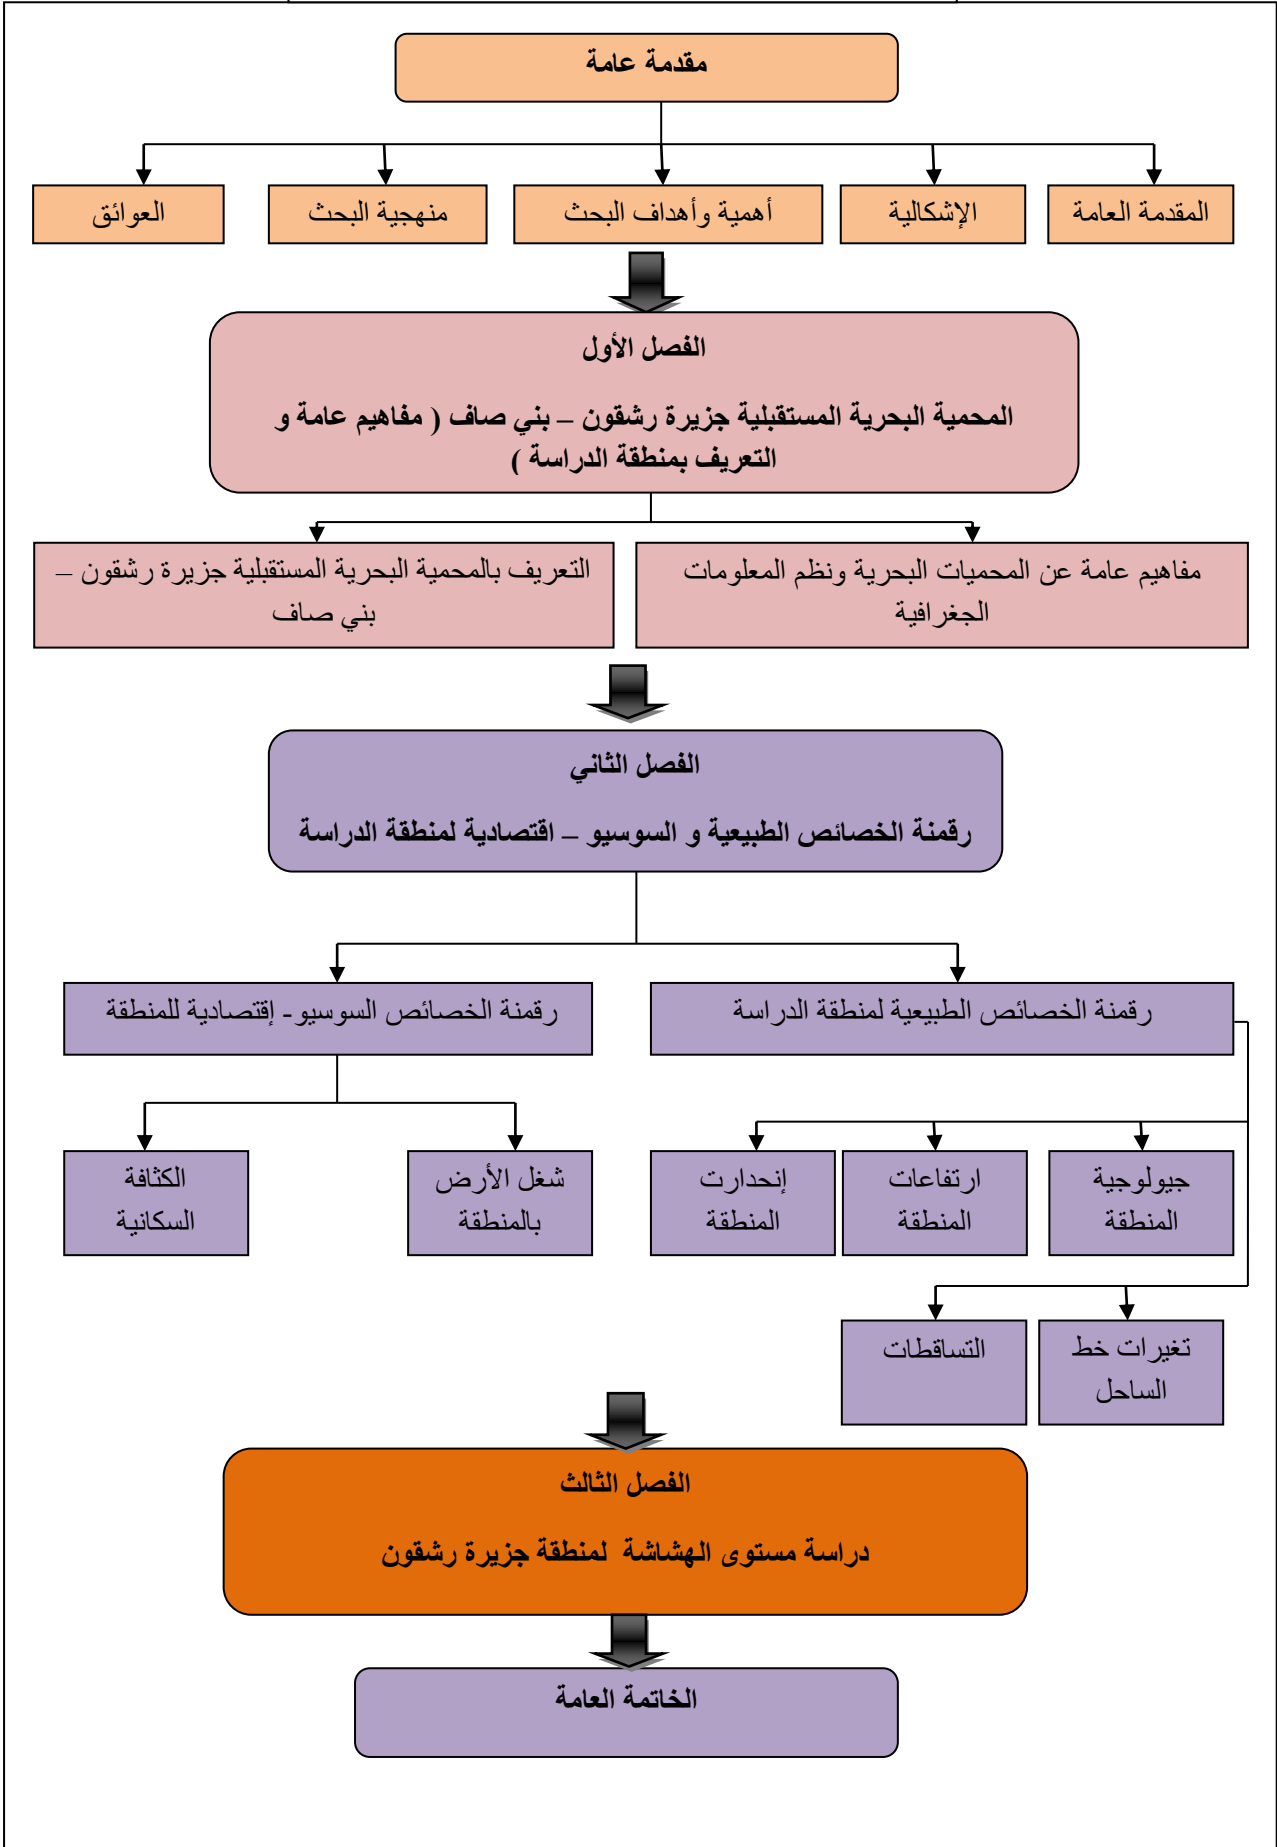 مقدمة عامة
المقدمة العامة
الإشكالية
أهمية وأهداف البحث
منهجية البحث
العوائق
الفصل الأول
المحمية البحرية المستقبلية جزيرة رشقون – بني صاف ( مفاهيم عامة و
التعريف بمنطقة الدراسة )
مفاهيم عامة عن المحميات البحرية ونظم المعلومات
الجغرافية
التعريف بالمحمية البحرية المستقبلية جزيرة رشقون –
بني صاف
الفصل الثاني
رقمنة الخصائص الطبيعية و السوسيو – اقتصادية لمنطقة الدراسة
رقمنة الخصائص الطبيعية لمنطقة الدراسة
رقمنة الخصائص السوسيو- إقتصادية للمنطقة
جيولوجية
المنطقة
ارتفاعات
المنطقة
إنحدارت
المنطقة
شغل الأرض
بالمنطقة
الكثافة
السكانية
تغيرات خط
الساحل
التساقطات
الفصل الثالث
دراسة مستوى الهشاشة لمنطقة جزيرة رشقون
الخاتمة العامة